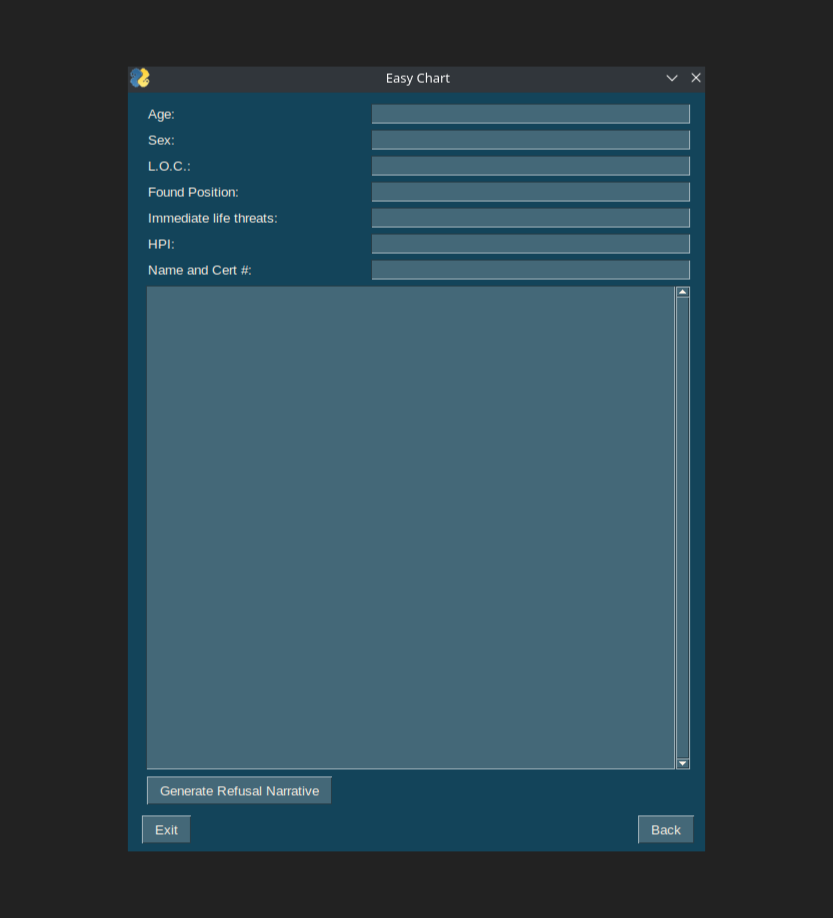 Easy Chart
Age:
Sex:
L.O.C.:
Found Position:
Immediate life threats:
HPI:
Name and Cert #:
Generate Refusal Narrative
Exit
Back